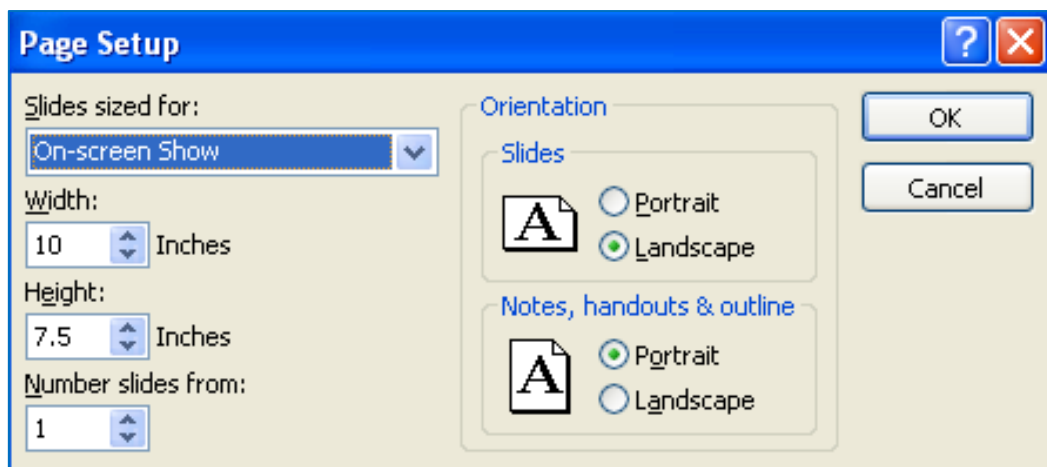 Page Setup
Slides sized for:
On-screen Show
Width:
10 Inches
Height:
7.5 Inches
Number slides from:
1
Orientation
Slides
A
Portrait
Landscape
Notes, handouts & outline
A
Portrait
Landscape
OK
Cancel